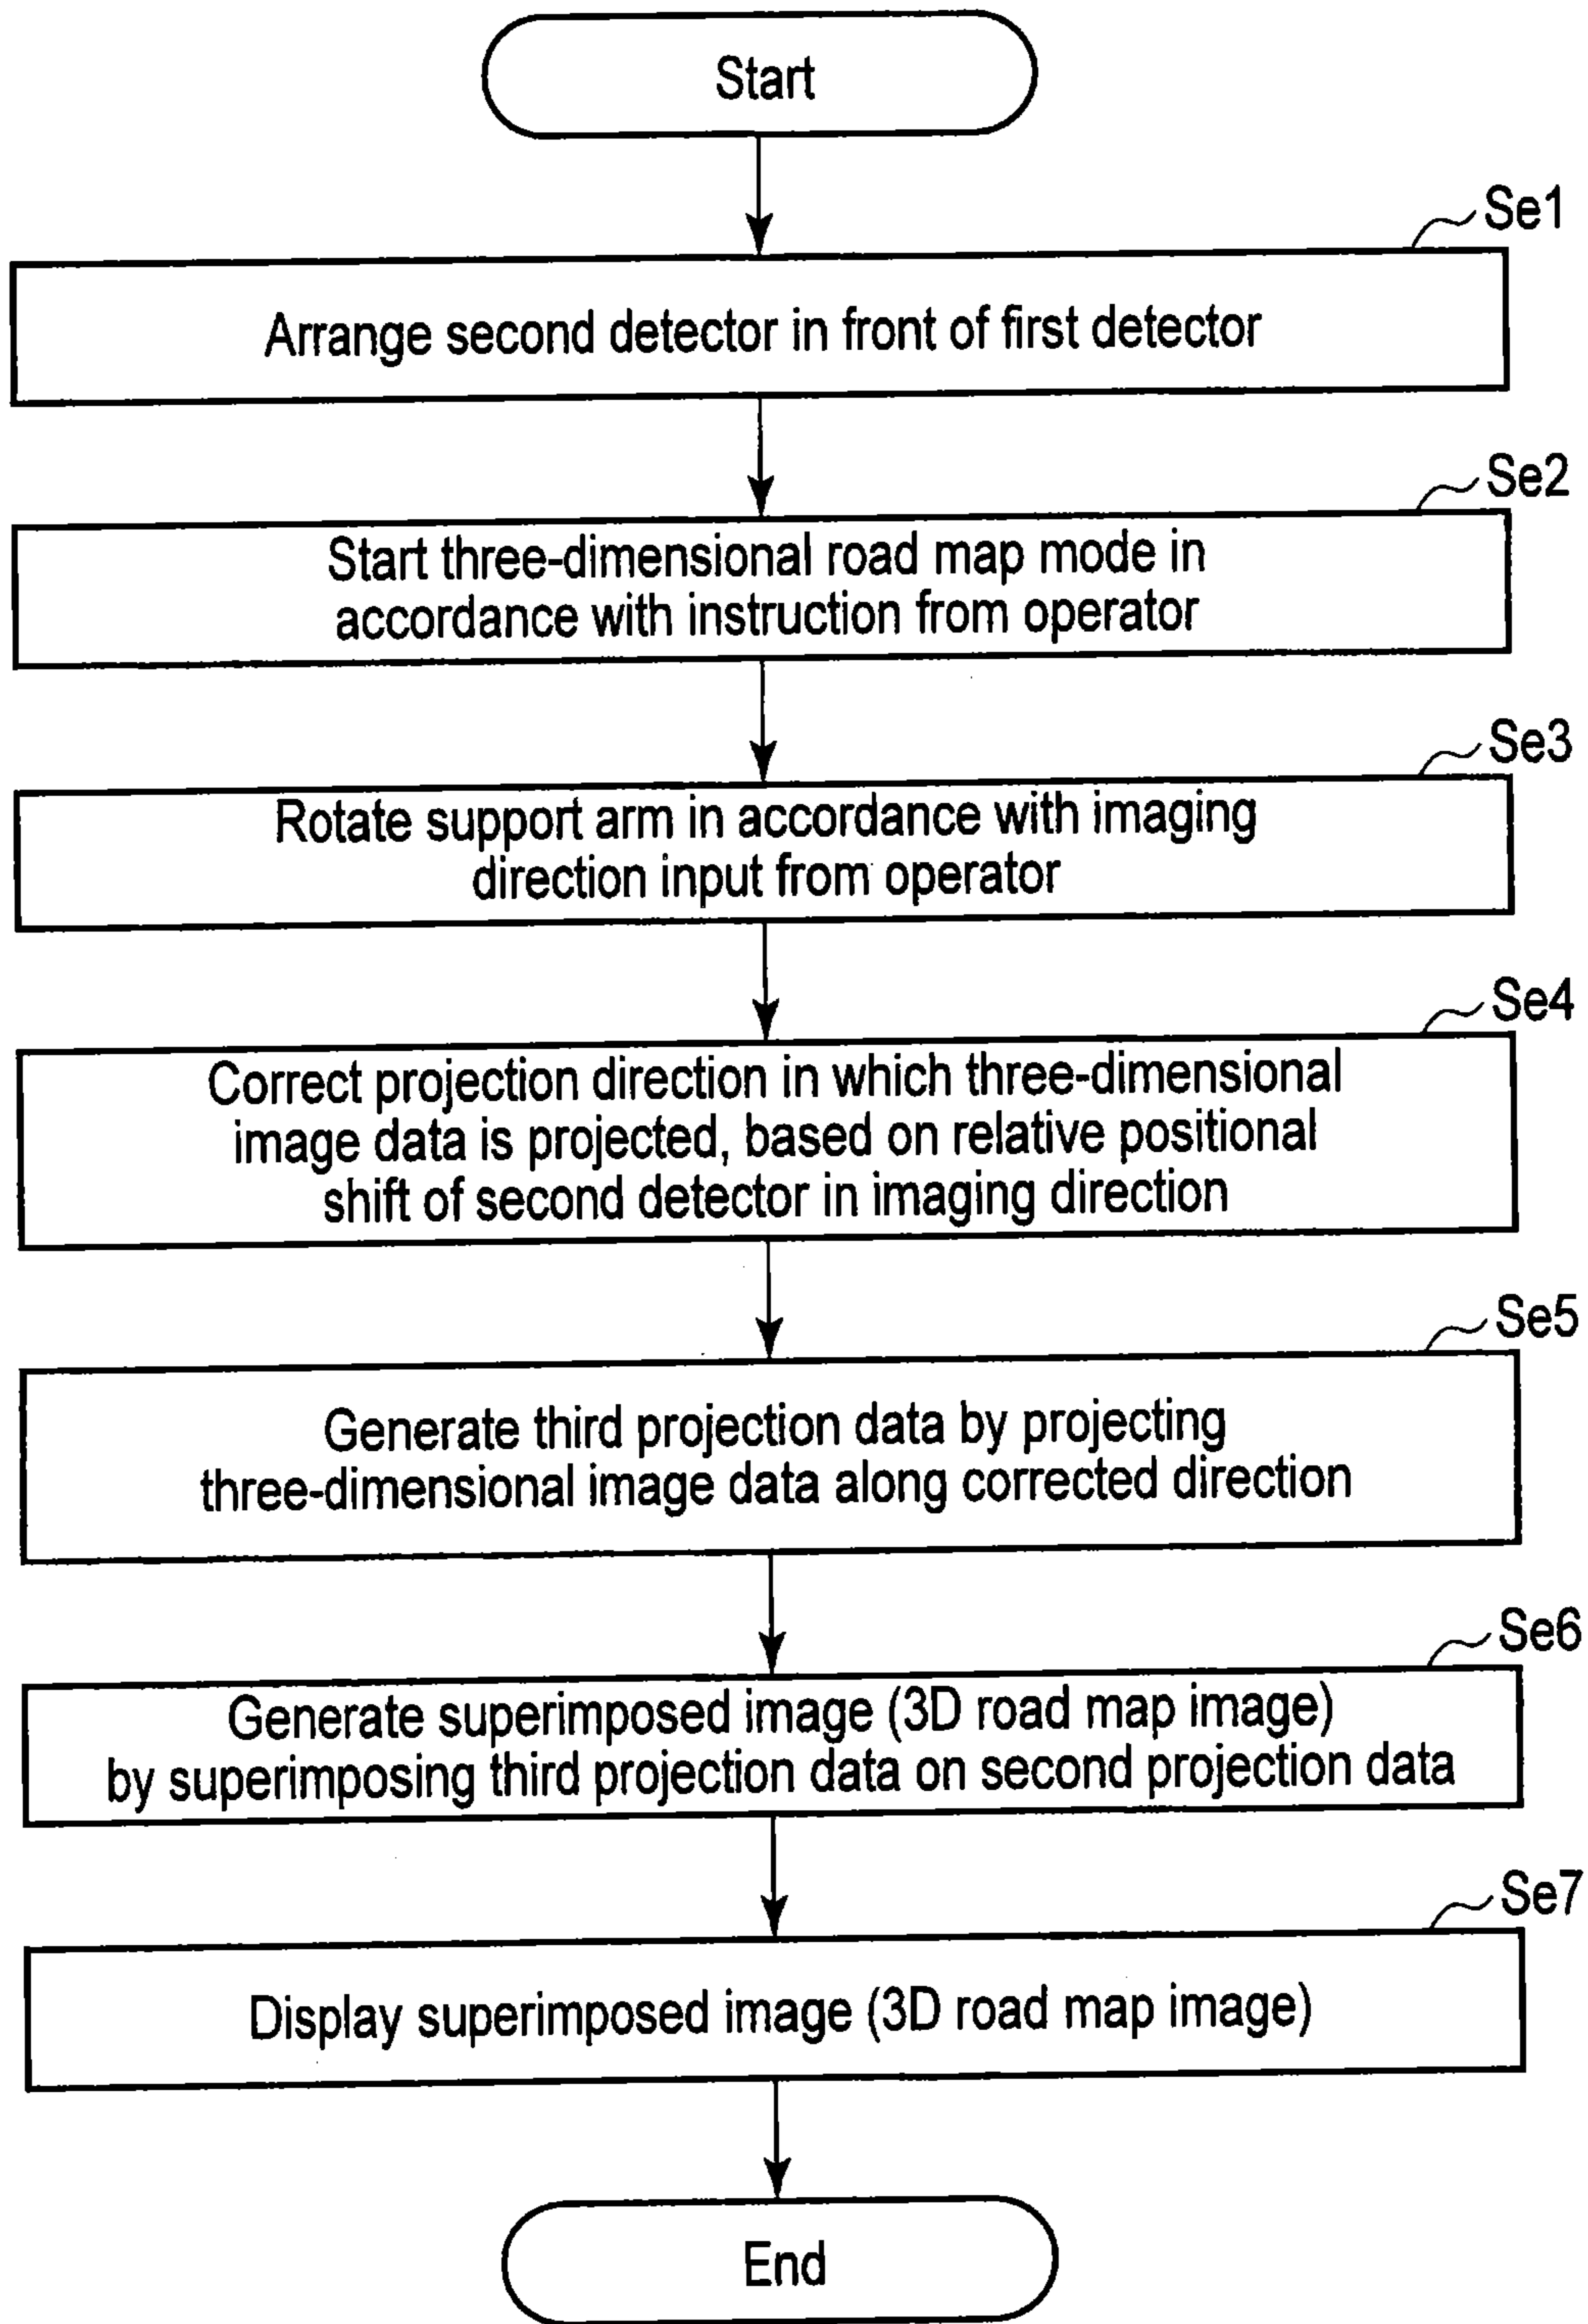 Start
Se1
Arrange second detector in front of first detector
Se2
Start three-dimensional road map mode in
accordance with instruction from operator
Se3
Rotate support arm in accordance with imaging
direction input from operator
Se4
Correct projection direction in which three-dimensional
image data is projected, based on relative positional
shift of second detector in imaging direction
Se5
Generate third projection data by projecting
three-dimensional image data along corrected direction
Se6
Generate superimposed image (3D road map image)
by superimposing third projection data on second projection data
Se7
Display superimposed image (3D road map image)
End